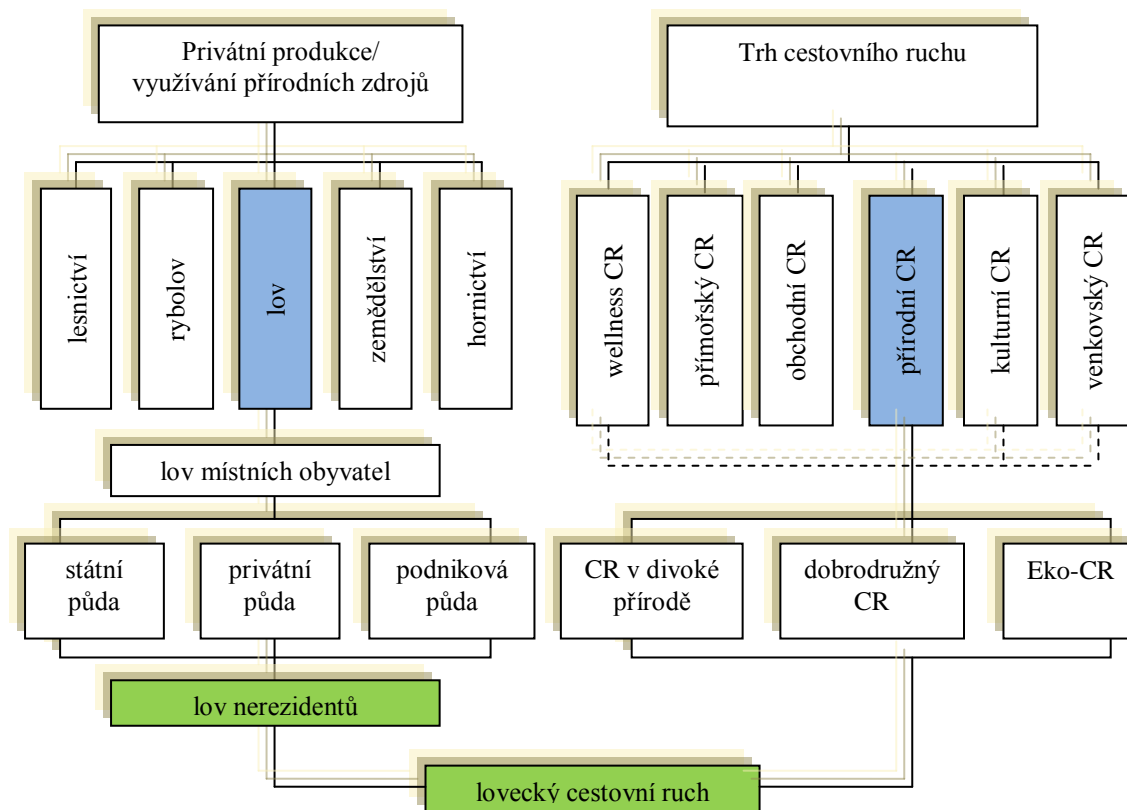 Privátní produkce/
využívání přírodních zdrojů
Trh cestovního ruchu
lesnictví
rybolov
lov
zemědělství
hornictví
wellness CR
přímořský CR
obchodní CR
přírodní CR
kulturní CR
venkovský CR
lov místních obyvatel
státní
půda
privátní
půda
podniková
půda
CR v divoké
přírodě
dobrodružný
CR
Eko-CR
lov nerezidentů
lovecký cestovní ruch